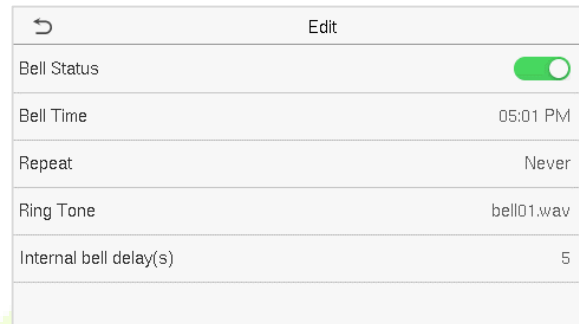 Edit
Bell Status
Bell Time 05:01 PM
Repeat Never
Ring Tone bell01.wav
Internal bell delay(s) 5